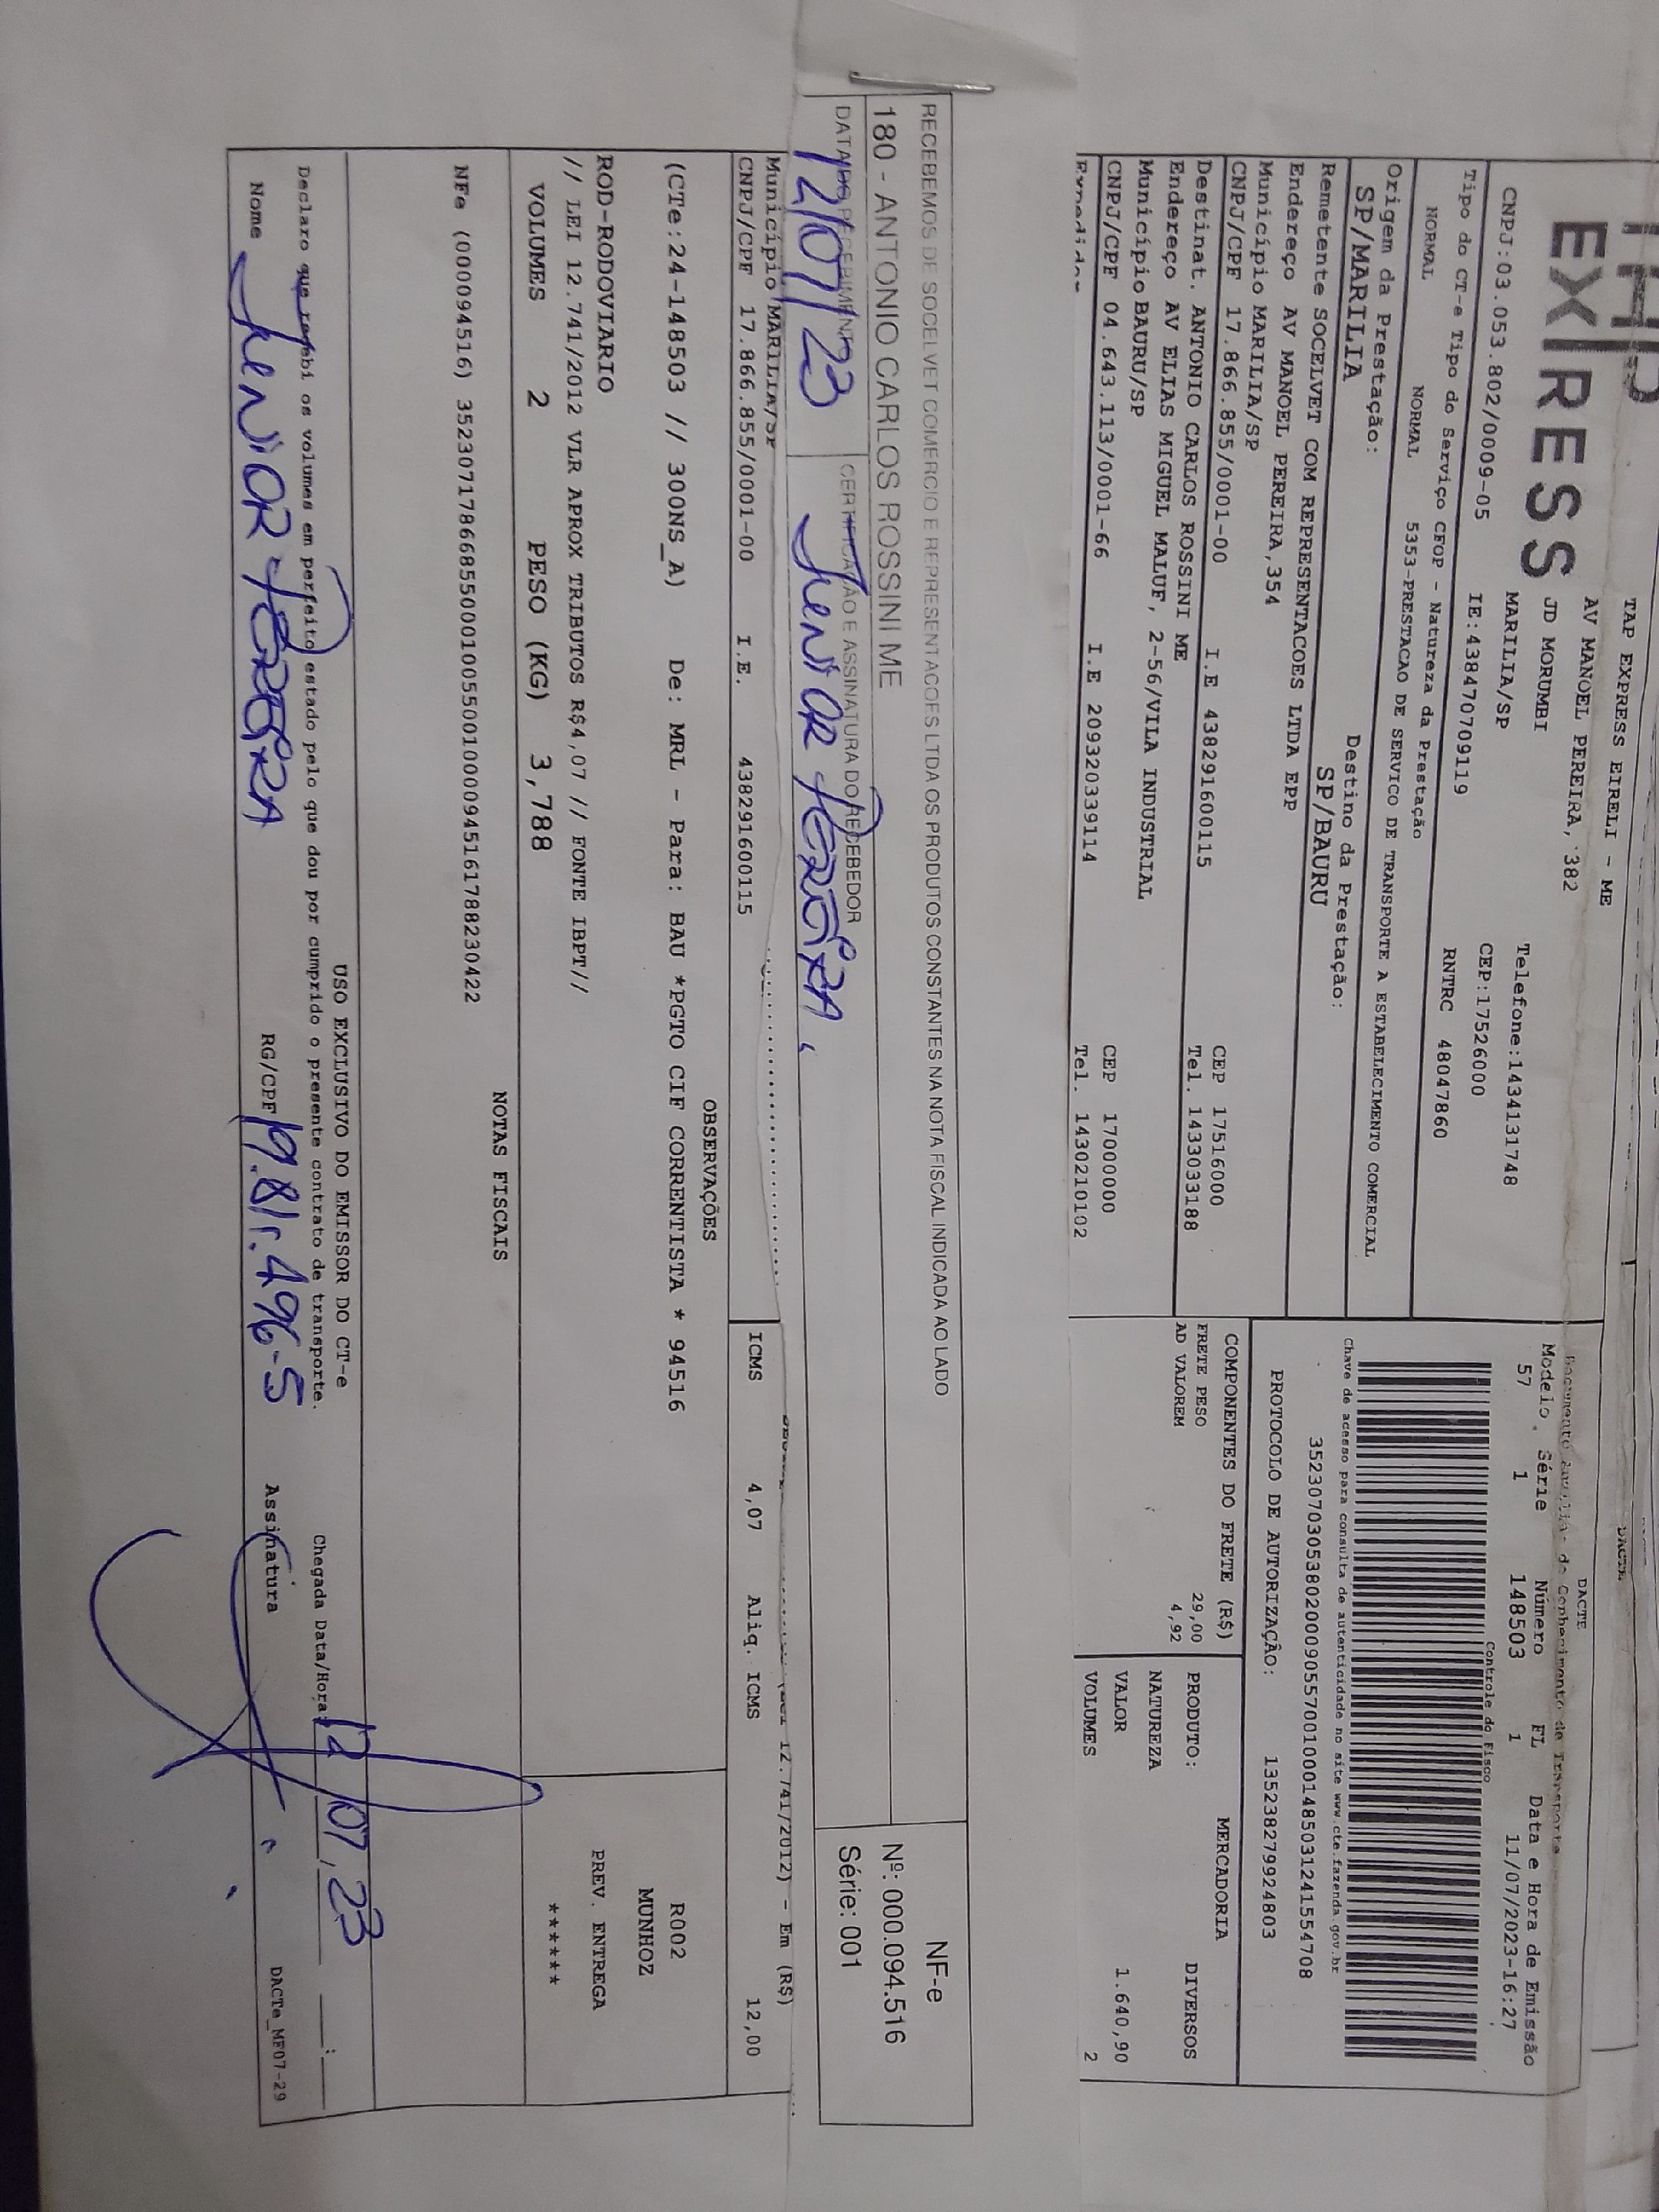 EXPRESS
TAP EXPRESS EIRELI - ME
AV MANOEL PEREIRA, 382
JD MORUMBI
MARILIA/SP
Telefone:1434131748
CEP:17526000
CNPJ:03.053.802/0009-05 IE:438470709119
RNTRC 48047860
Tipo do CT-e Tipo do Serviço CFOP - Natureza da Prestação
NORMAL NORMAL 5353-PRESTACAO DE SERVICO DE TRANSPORTE A ESTABELECIMENTO COMERCIAL
Origem da Prestação: Destino da Prestação:
SP/MARILIA SP/BAURU
Remetente SOCELVET COM REPRESENTACOES LTDA EPP
Endereço AV MANOEL PEREIRA,354
Município MARILIA/SP CEP 17516000
CNPJ/CPF 17.866.855/0001-00 I.E 438291600115 Tel. 1433033188
Destinat. ANTONIO CARLOS ROSSINI ME
Endereço AV ELIAS MIGUEL MALUF, 2-56/VILA INDUSTRIAL
Município BAURU/SP CEP 17000000
CNPJ/CPF 04.643.113/0001-66 I.E 209320339114 Tel. 1430210102
DACTE
Documento Auxiliar de Conhecimento de Transporte
Modelo Série Número FL Data e Hora de Emissão
57 1 148503 1 11/07/2023-16:27
Controle do Fisco
Chave de acesso para consulta de autenticidade no site www.cte.fazenda.gov.br
35230703053802000905570010001485031241554708
PROTOCOLO DE AUTORIZAÇÃO: 135238279924803
COMPONENTES DO FRETE (R$)
FRETE PESO 29,00
AD VALOREM 4,92
MERCADORIA
PRODUTO: DIVERSOS
NATUREZA
VALOR 1.640,90
VOLUMES 2
RECEBEMOS DE SOCELVET COMERCIO E REPRESENTACOES LTDA OS PRODUTOS CONSTANTES NA NOTA FISCAL INDICADA AO LADO
180 - ANTONIO CARLOS ROSSINI ME
DATA DO RECEBIMENTO CERTIFICAÇÃO E ASSINATURA DO RECEBEDOR
12/07/23 JUNIOR PEREIRA
NF-e
Nº: 000.094.516
Série: 001
Município MARILIA/SP
CNPJ/CPF 17.866.855/0001-00 I.E. 438291600115
12.741/2012) - Em (R$)
ICMS 4,07 Aliq. ICMS 12,00
OBSERVAÇÕES
(CTe:24-148503 // 300NS_A) De: MRL - Para: BAU *PGTO CIF CORRENTISTA * 94516
R002
MUNHOZ
ROD-RODOVIARIO
// LEI 12.741/2012 VLR APROX TRIBUTOS R$4,07 // FONTE IBPT//
VOLUMES 2 PESO (KG) 3,788
PREV. ENTREGA
******
NOTAS FISCAIS
NFe (000094516) 35230717866855000100550010000945161788230422
USO EXCLUSIVO DO EMISSOR DO CT-e
Declaro que recebi os volumes em perfeito estado pelo que dou por cumprido o presente contrato de transporte.
Chegada Data/Hora: 12/07/23
Nome JUNIOR PEREIRA RG/CPF 19.811.496-5 Assinatura
DACTe_MF07-29